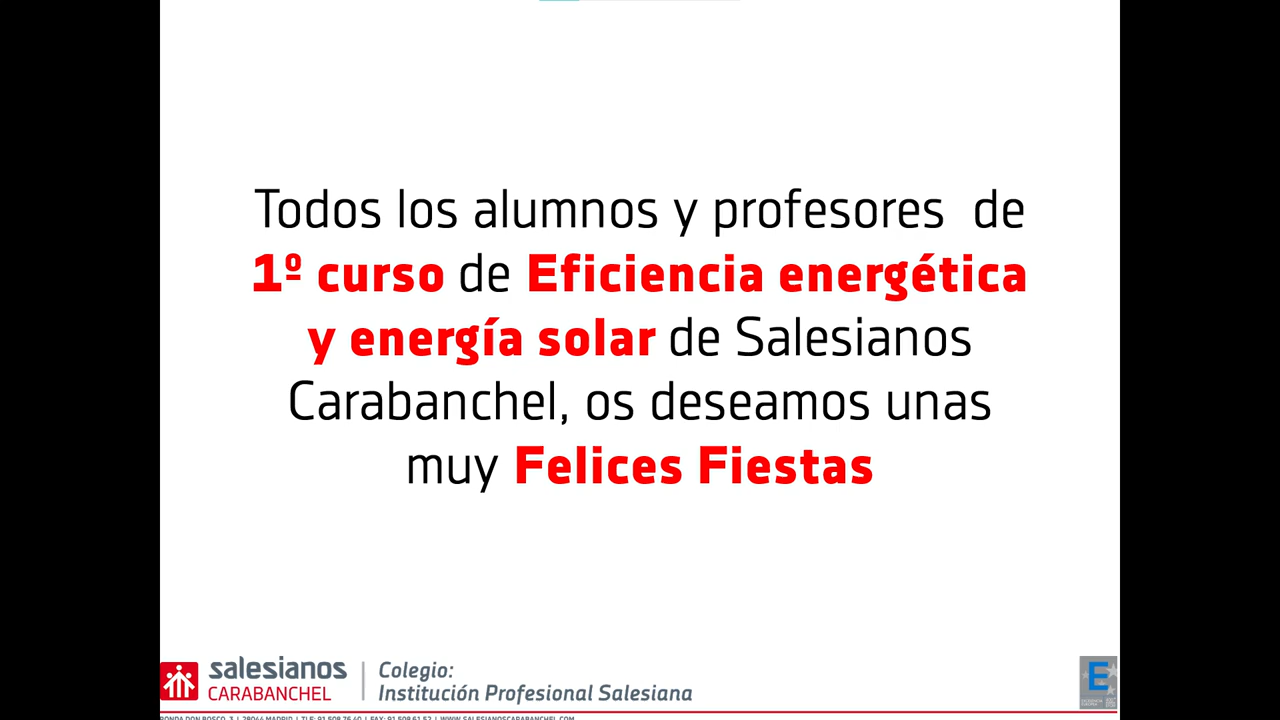 Todos los alumnos y profesores de
1º curso de Eficiencia energética
y energía solar de Salesianos
Carabanchel, os deseamos unas
muy Felices Fiestas
salesianos
CARABANCHEL
Colegio:
Institución Profesional Salesiana
E